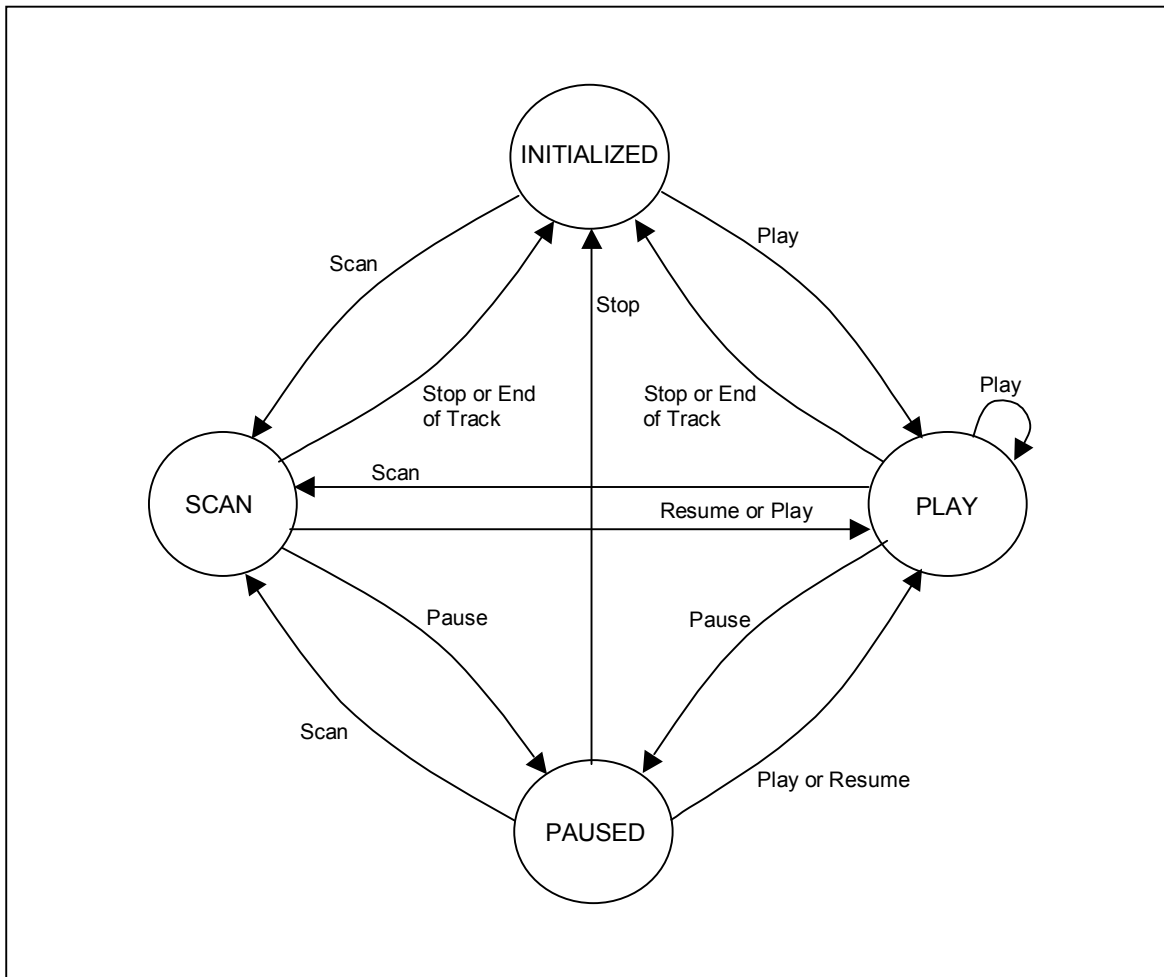 INITIALIZED
Play
Scan
Stop
Stop or End
of Track
Stop or End
of Track
Play
Scan
SCAN
PLAY
Resume or Play
Pause
Pause
Scan
Play or Resume
PAUSED